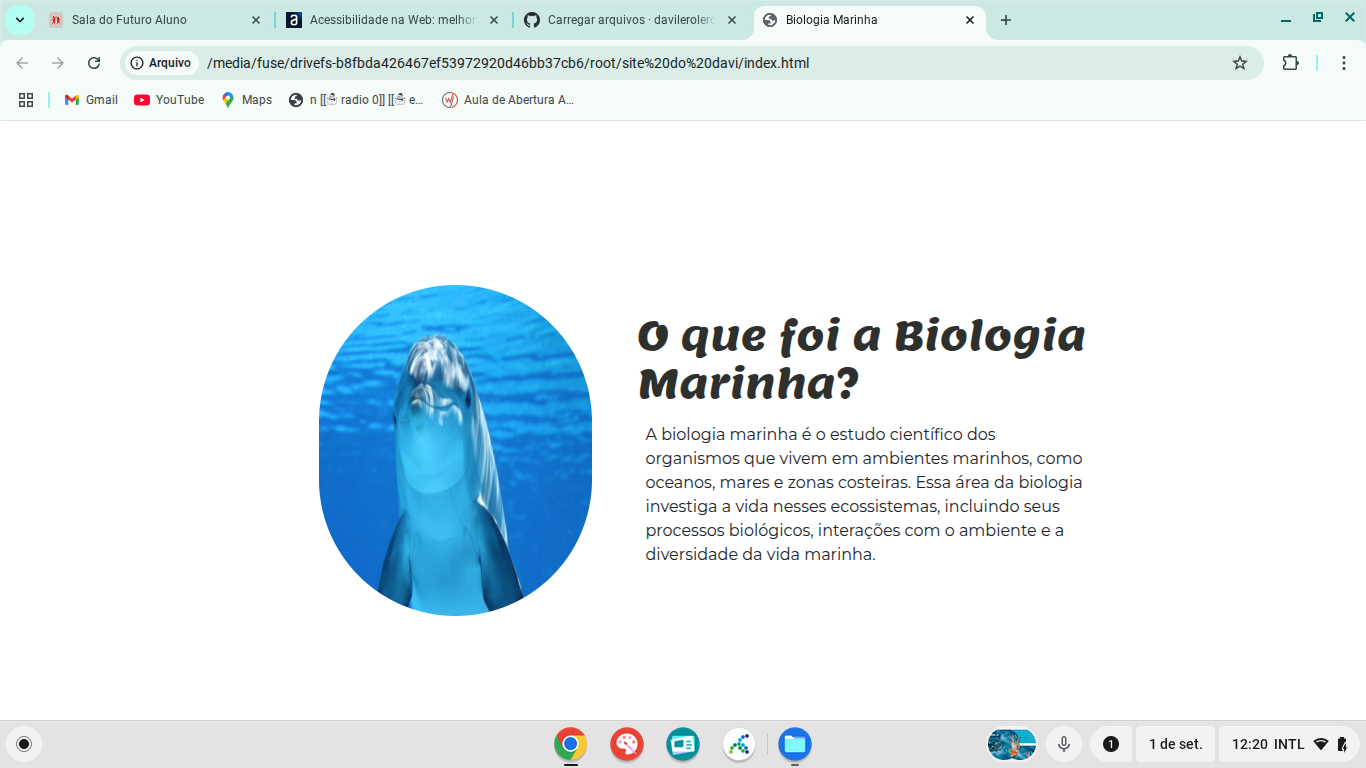 Sala do Futuro Aluno
Acessibilidade na Web: melho
Carregar arquivos · davilerolero
Biologia Marinha
Arquivo
/media/fuse/drivefs-b8fbda426467ef53972920d46bb37cb6/root/site%20do%20davi/index.html
Gmail
YouTube
Maps
n [[☃ radio 0]] [[☃ e...
Aula de Abertura A...
O que foi a Biologia
Marinha?
A biologia marinha é o estudo científico dos
organismos que vivem em ambientes marinhos, como
oceanos, mares e zonas costeiras. Essa área da biologia
investiga a vida nesses ecossistemas, incluindo seus
processos biológicos, interações com o ambiente e a
diversidade da vida marinha.
1
1 de set.
12:20 INTL